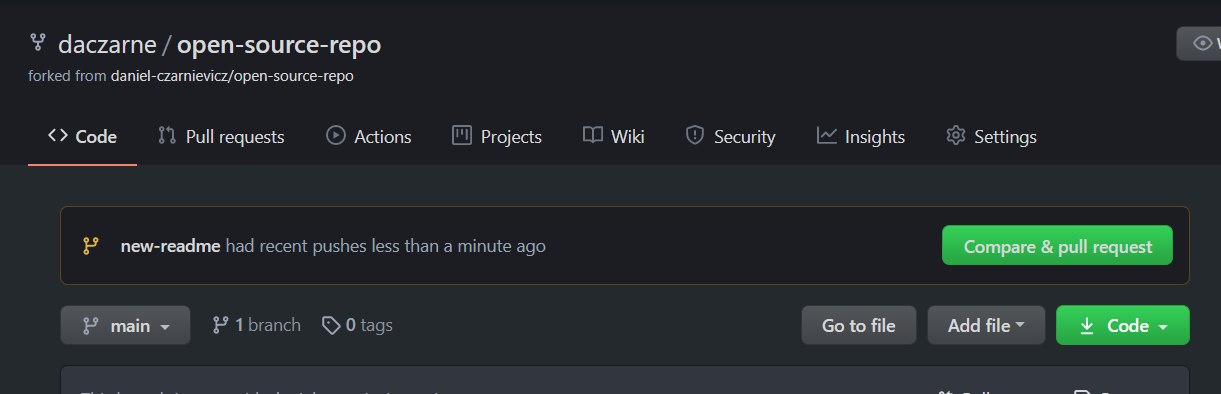 daczarne / open-source-repo
forked from daniel-czarnievicz/open-source-repo
Code Pull requests Actions Projects Wiki Security Insights Settings
new-readme had recent pushes less than a minute ago Compare & pull request
main 1 branch 0 tags Go to file Add file Code